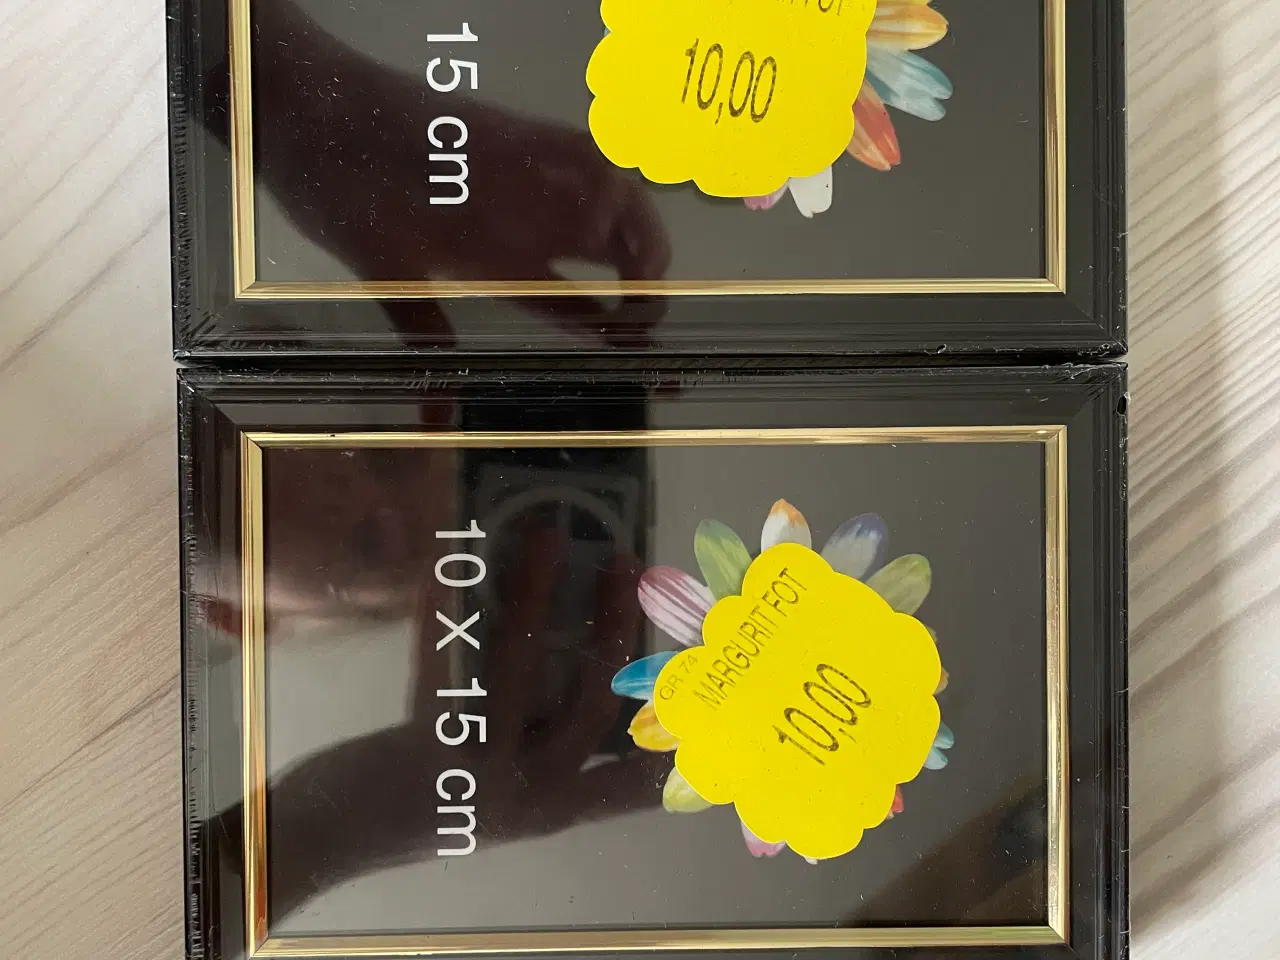 15 cm
10,00
10 x 15 cm
GR 74
MARGURIT FOT
10,00